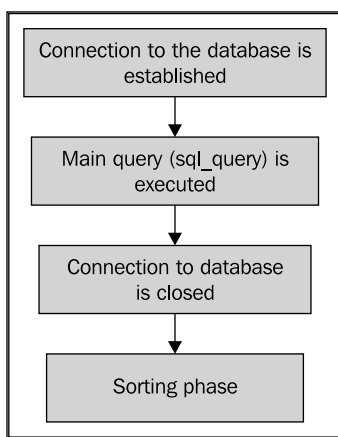 Connection to the database is
established
Main query (sql_query) is
executed
Connection to database
is closed
Sorting phase